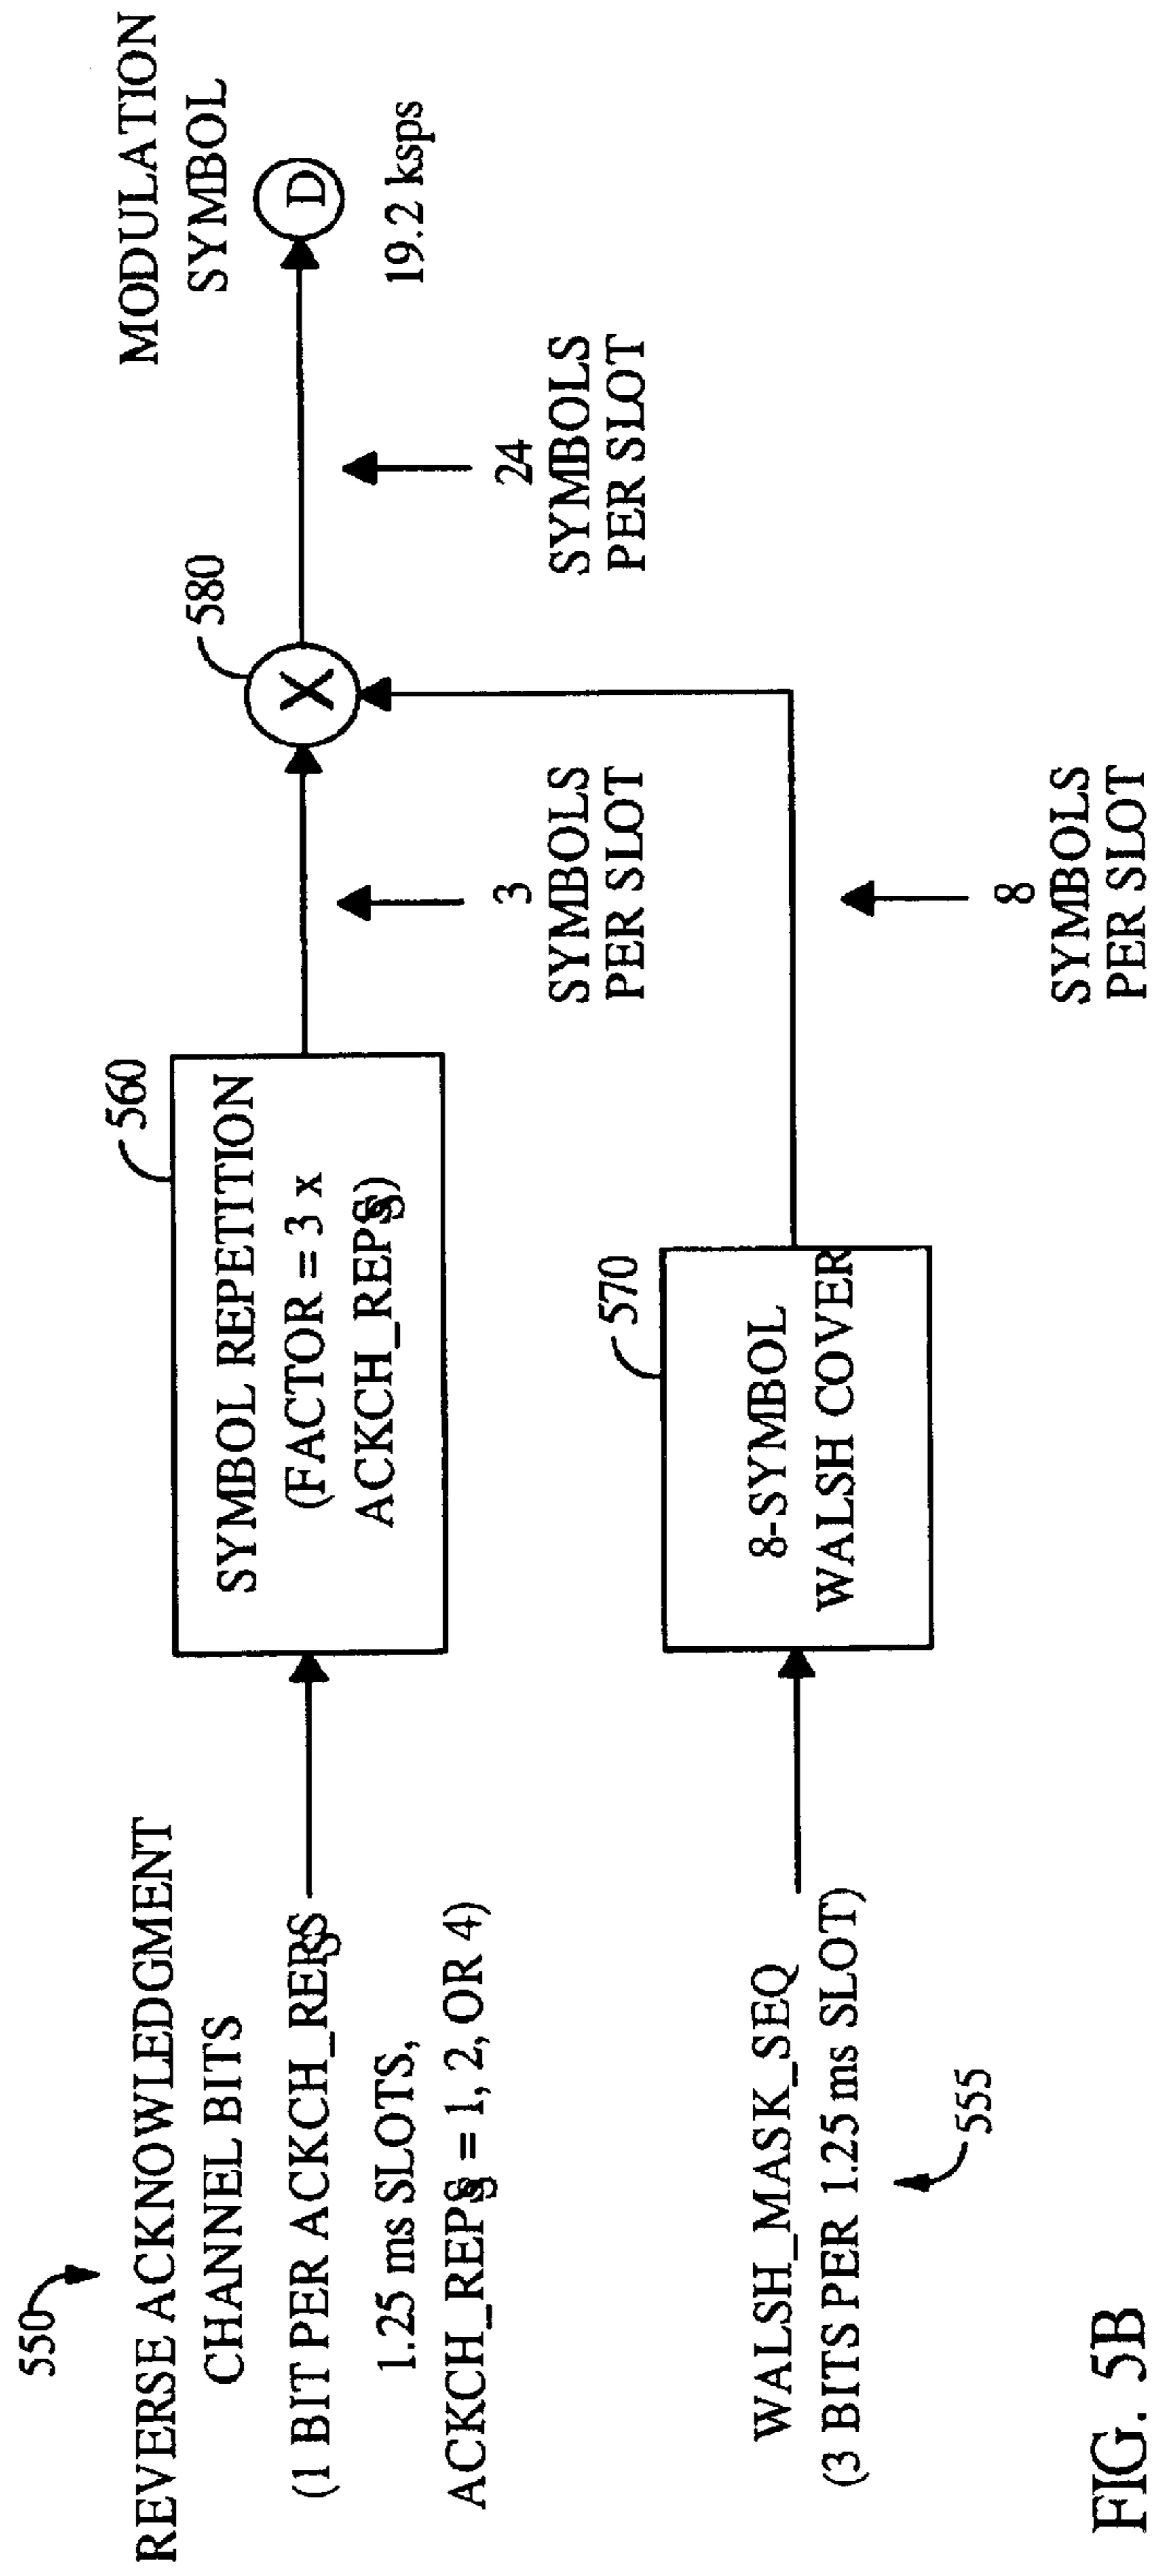 550
REVERSE ACKNOWLEDGMENT
CHANNEL BITS
(1 BIT PER ACKCH_REPS
1.25 ms SLOTS,
ACKCH_REPS = 1, 2, OR 4)
560
SYMBOL REPETITION
(FACTOR = 3 x
ACKCH_REPS)
3
SYMBOLS
PER SLOT
580
X
24
SYMBOLS
PER SLOT
MODULATION
SYMBOL
D
19.2 ksps
WALSH_MASK_SEQ
(3 BITS PER 1.25 ms SLOT)
555
570
8-SYMBOL
WALSH COVER
8
SYMBOLS
PER SLOT
FIG. 5B